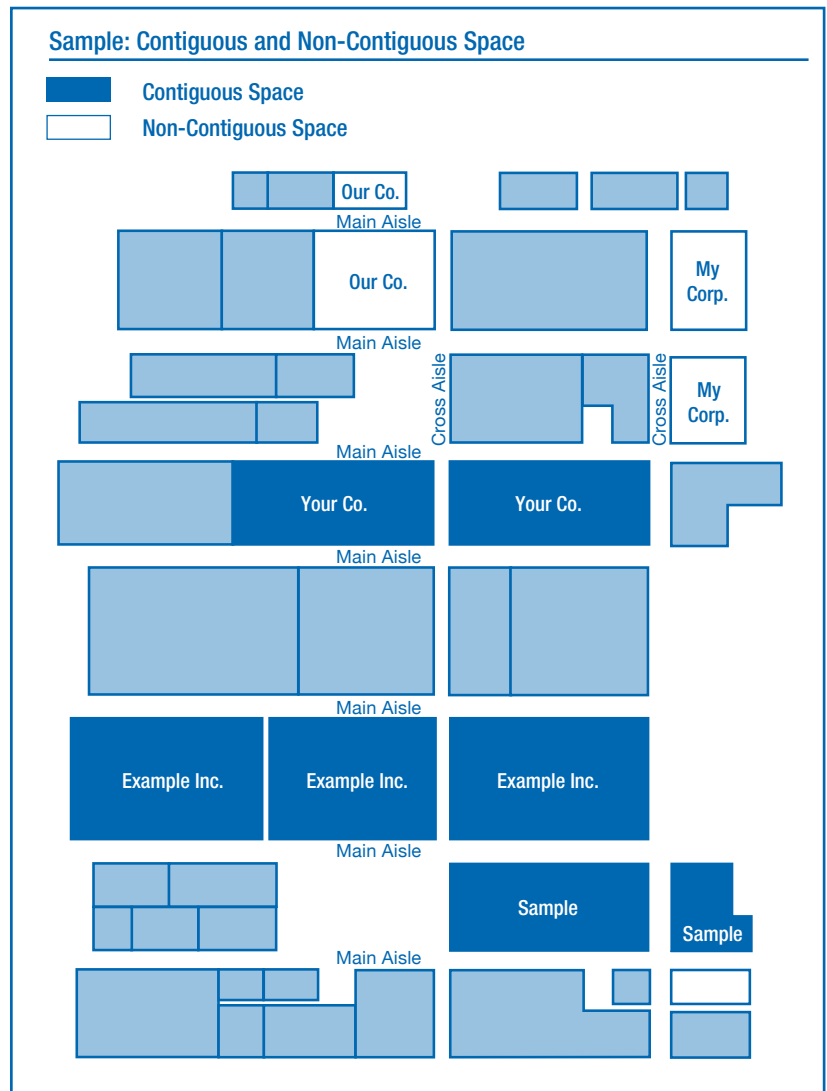 Sample: Contiguous and Non-Contiguous Space
Contiguous Space
Non-Contiguous Space
Our Co.
Main Aisle
Our Co.
My
Corp.
Main Aisle
Cross Aisle
Cross Aisle
My
Corp.
Main Aisle
Your Co.
Your Co.
Main Aisle
Main Aisle
Example Inc.
Example Inc.
Example Inc.
Main Aisle
Sample
Sample
Main Aisle